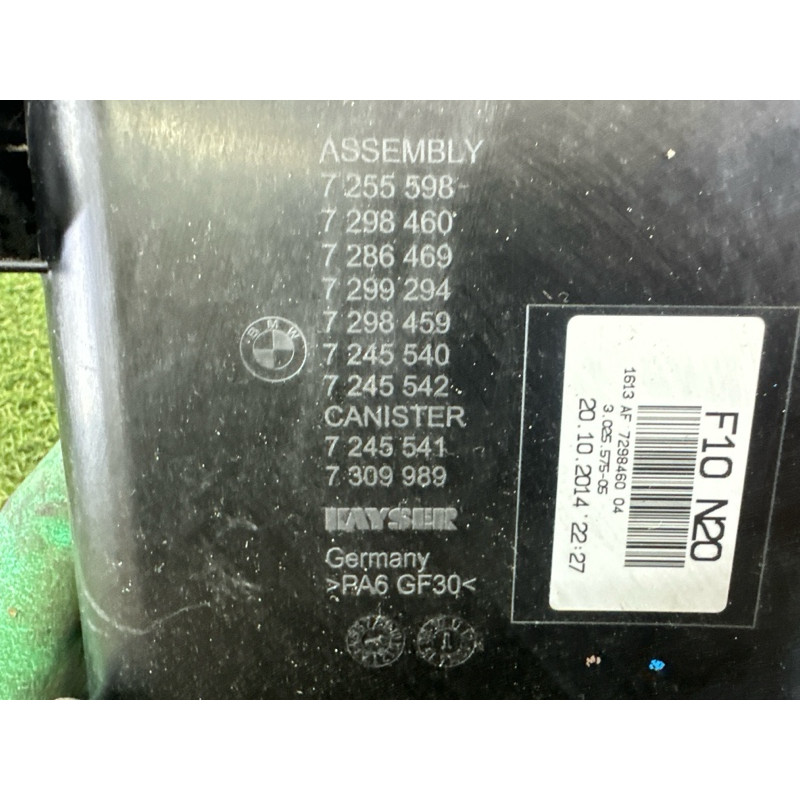 ASSEMBLY
7 255 598
7 298 460
7 286 469
7 299 294
7 298 459
7 245 540
7 245 542
CANISTER
7 245 541
7 309 989
KAYSER
Germany
>PA6 GF30<
BMW
F10 N20
1613 AF 7298460 04
3.025.575-05
20.10.2014 22:27